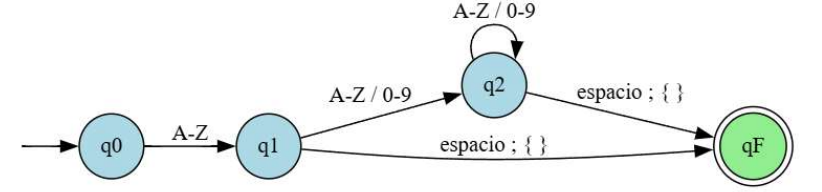 A-Z / 0-9
q2
A-Z / 0-9
espacio ; { }
q0
A-Z
q1
espacio ; { }
qF